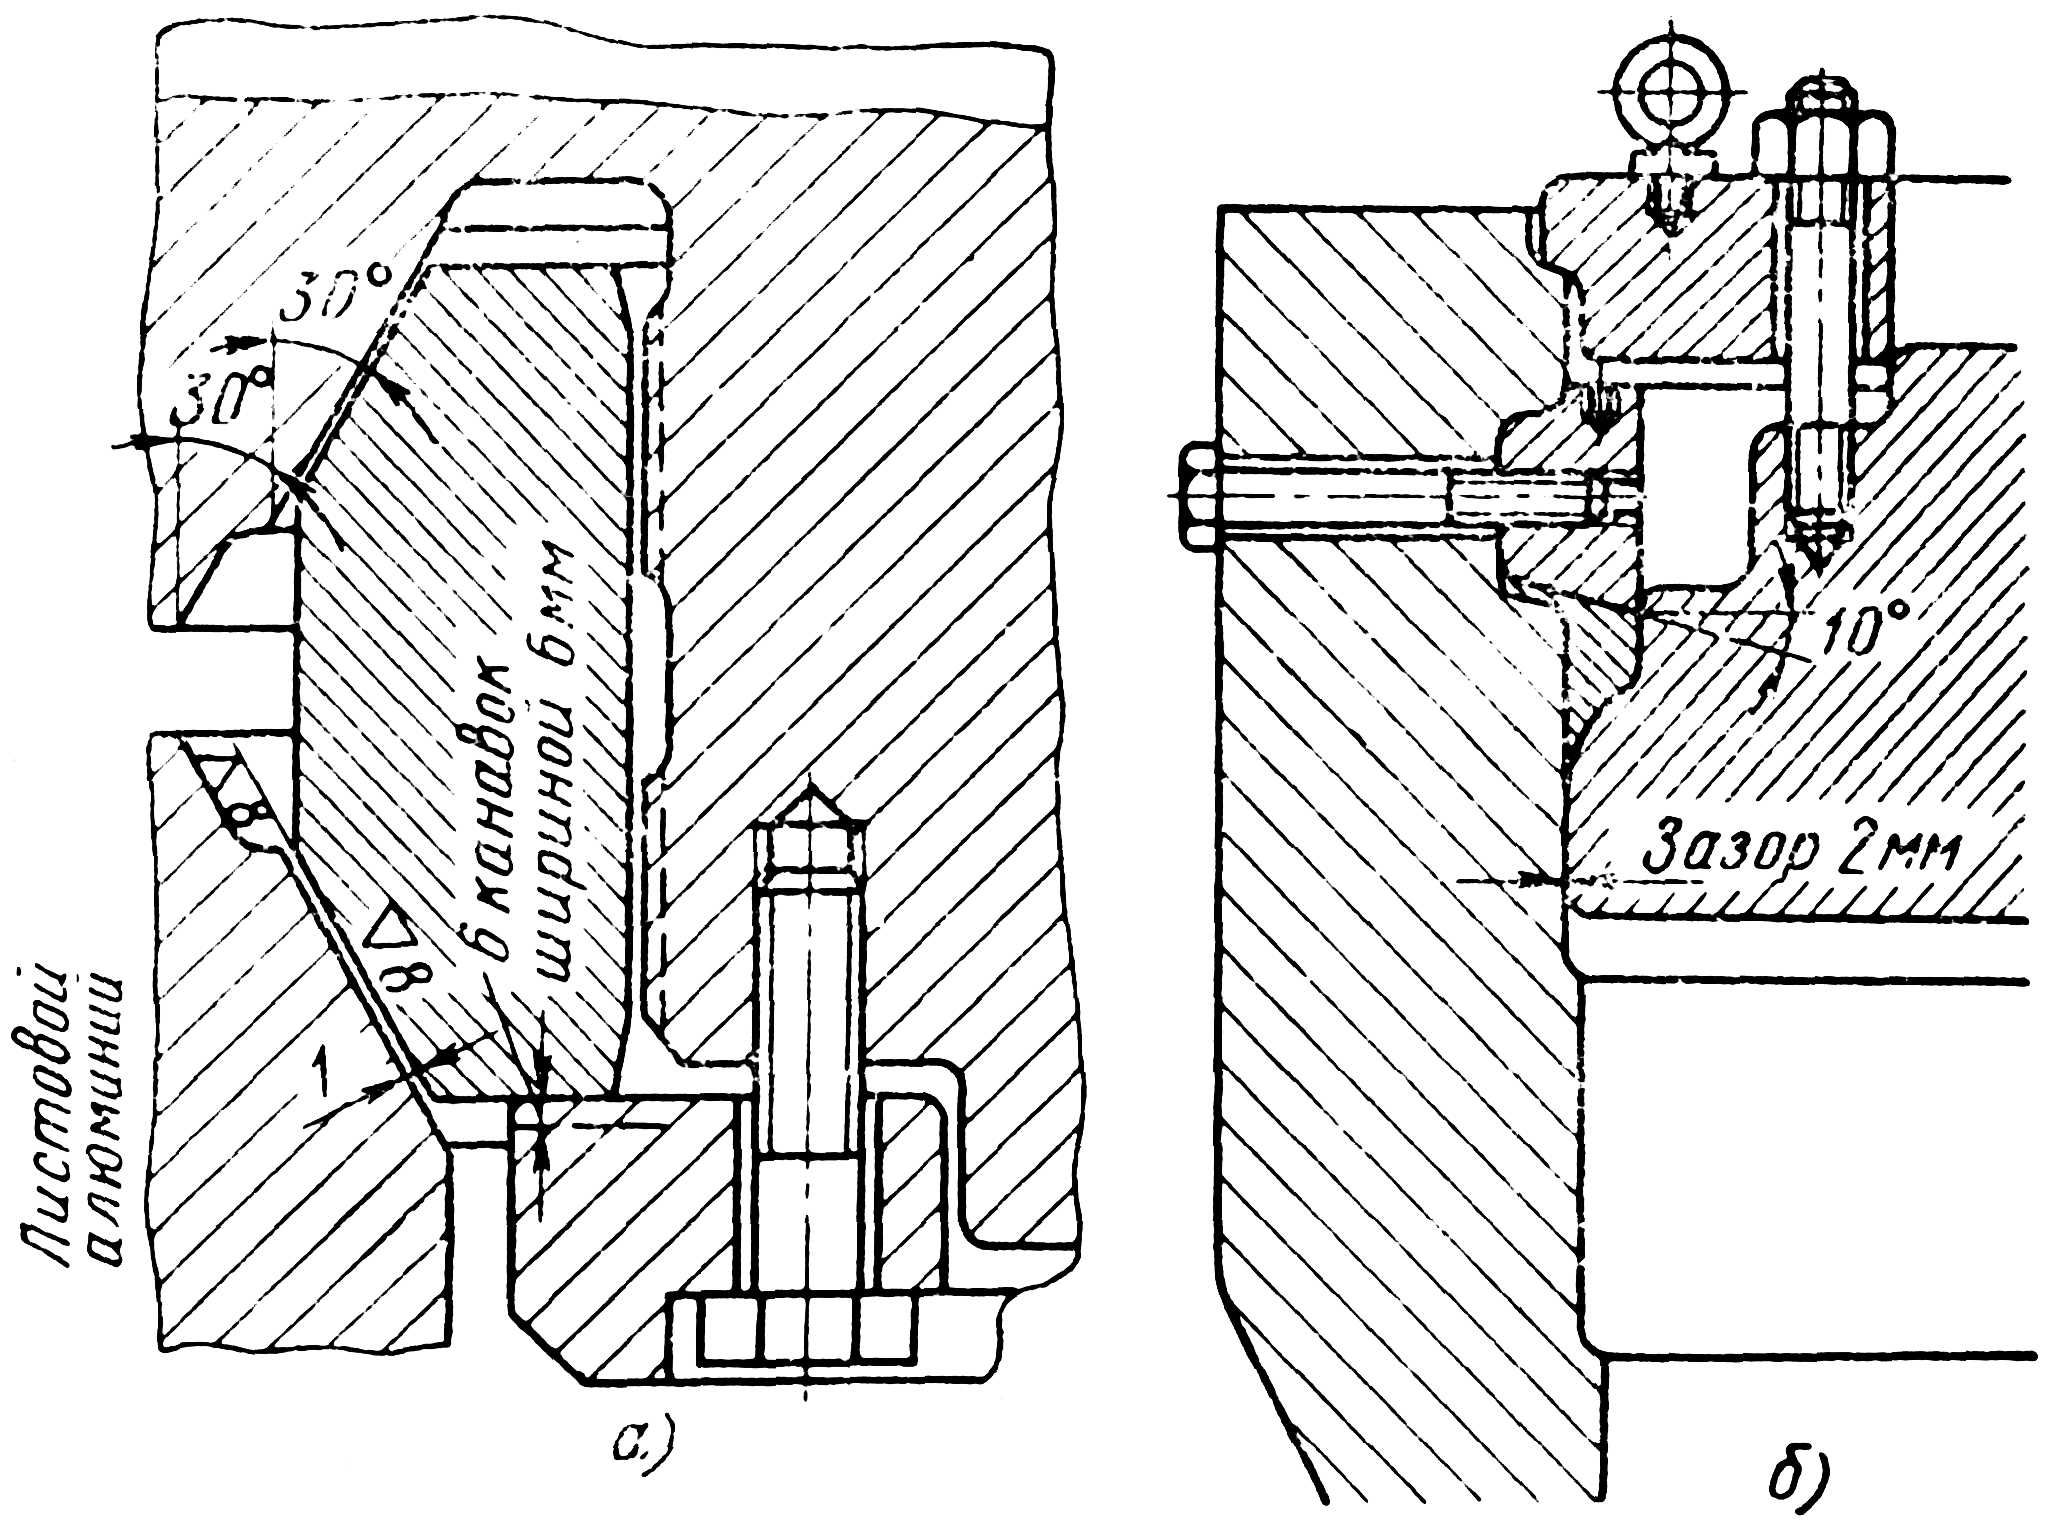 30°
30°
6 канавок
шириной 6мм
8
8
1
Листовой
алюминий
а)
10°
Зазор 2мм
б)